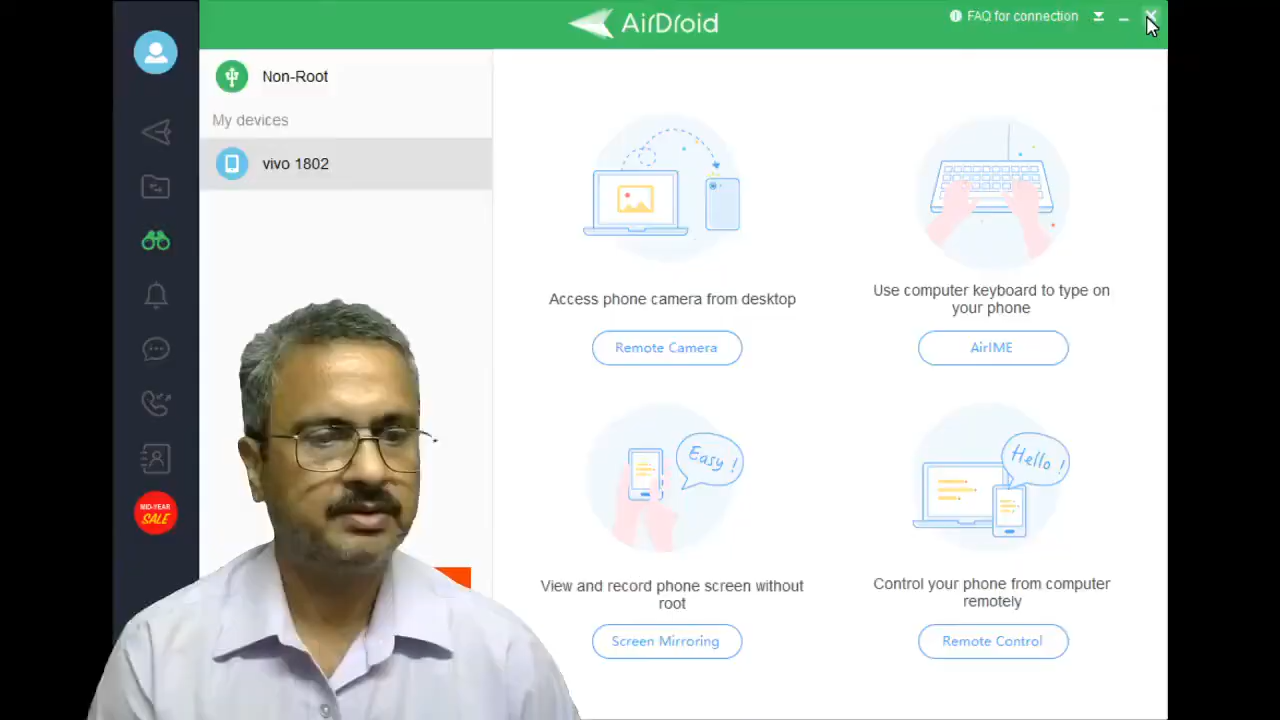 AirDroid
FAQ for connection
Non-Root
My devices
vivo 1802
MID-YEAR
SALE
Access phone camera from desktop
Remote Camera
Use computer keyboard to type on
your phone
AirIME
Easy !
View and record phone screen without
root
Screen Mirroring
Hello !
Control your phone from computer
remotely
Remote Control